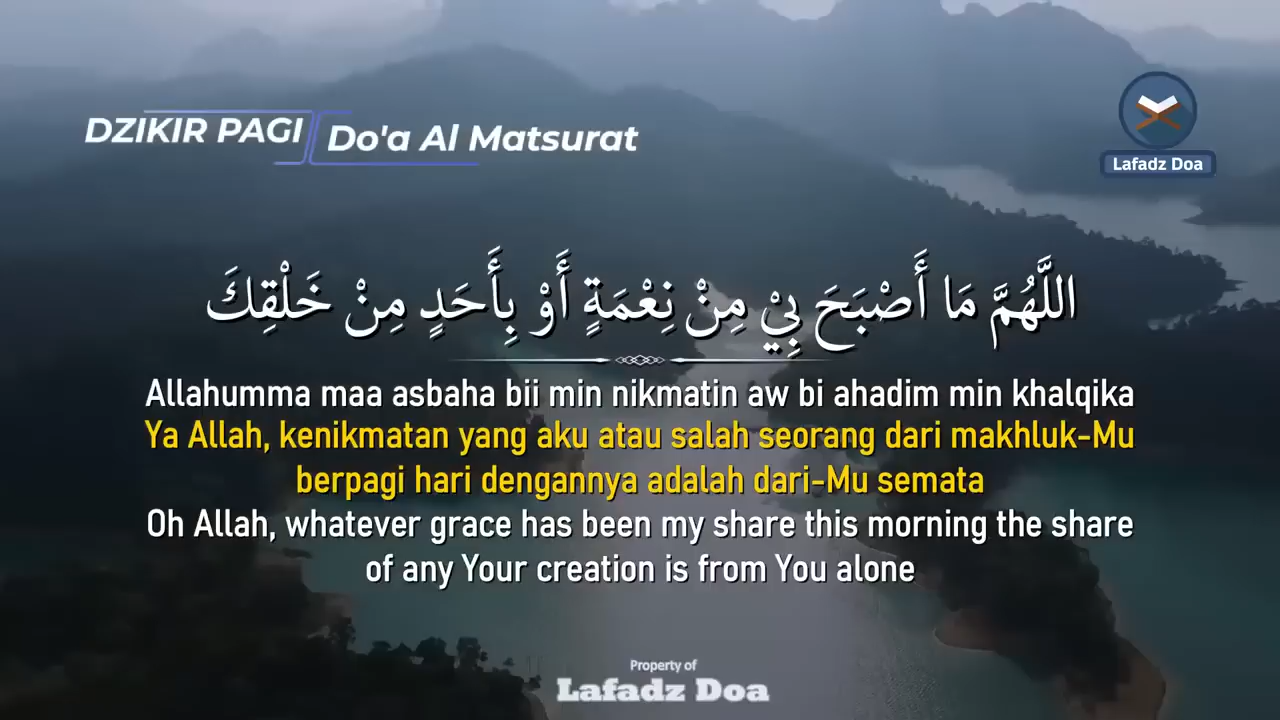 DZIKIR PAGI
Do'a Al Matsurat
Lafadz Doa
اللَّهُمَّ مَا أَصْبَحَ بِيْ مِنْ نِعْمَةٍ أَوْ بِأَحَدٍ مِنْ خَلْقِكَ
Allahumma maa asbaha bii min nikmatin aw bi ahadim min khalqika
Ya Allah, kenikmatan yang aku atau salah seorang dari makhluk-Mu
berpagi hari dengannya adalah dari-Mu semata
Oh Allah, whatever grace has been my share this morning the share
of any Your creation is from You alone
Property of
Lafadz Doa